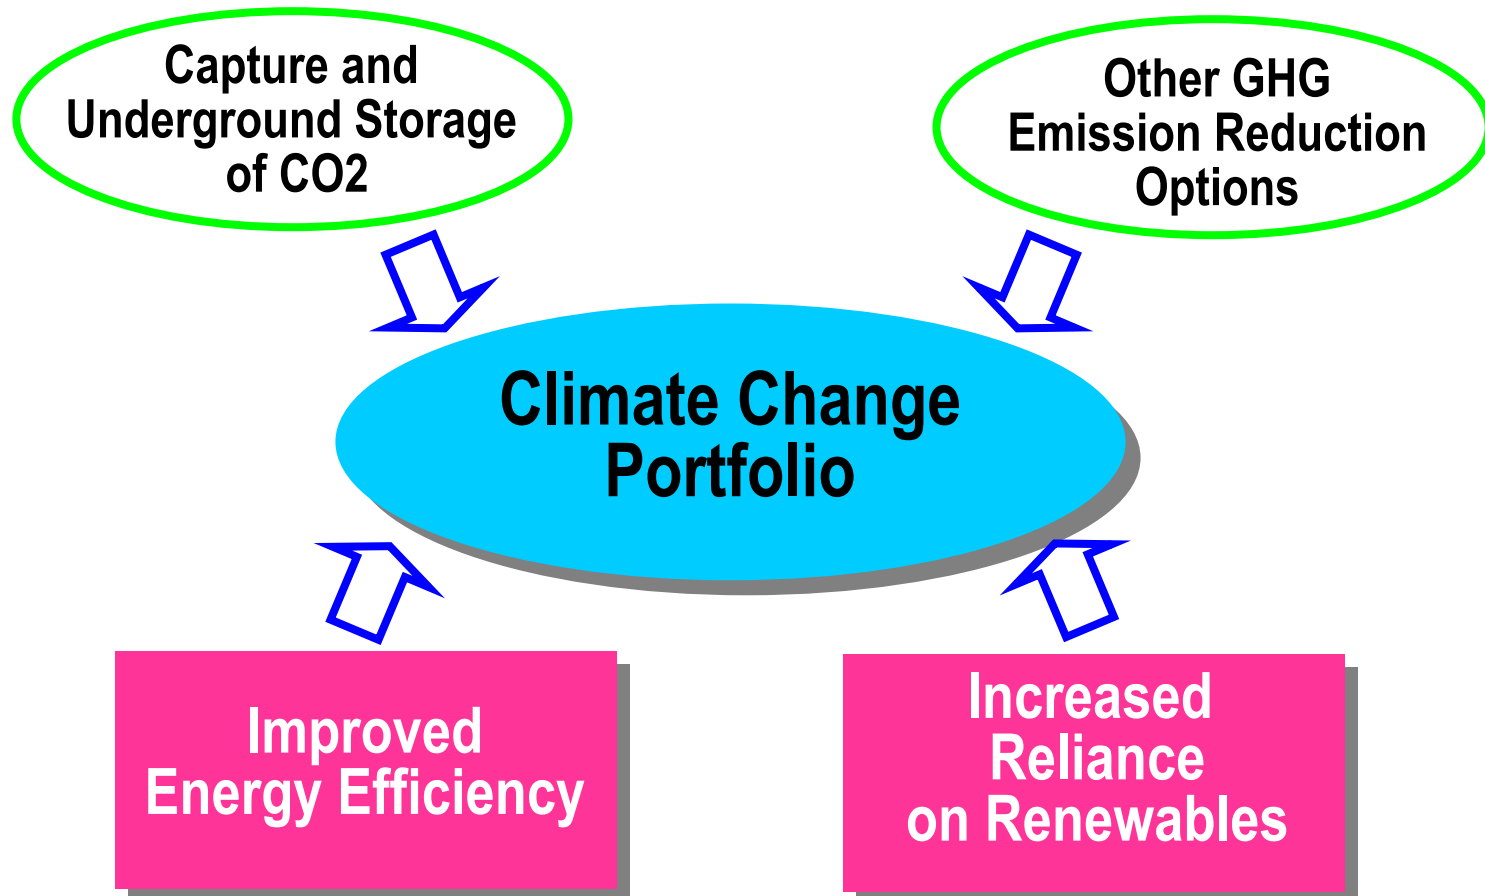 Capture and
Underground Storage
of CO2
Other GHG
Emission Reduction
Options
Climate Change
Portfolio
Improved
Energy Efficiency
Increased
Reliance
on Renewables